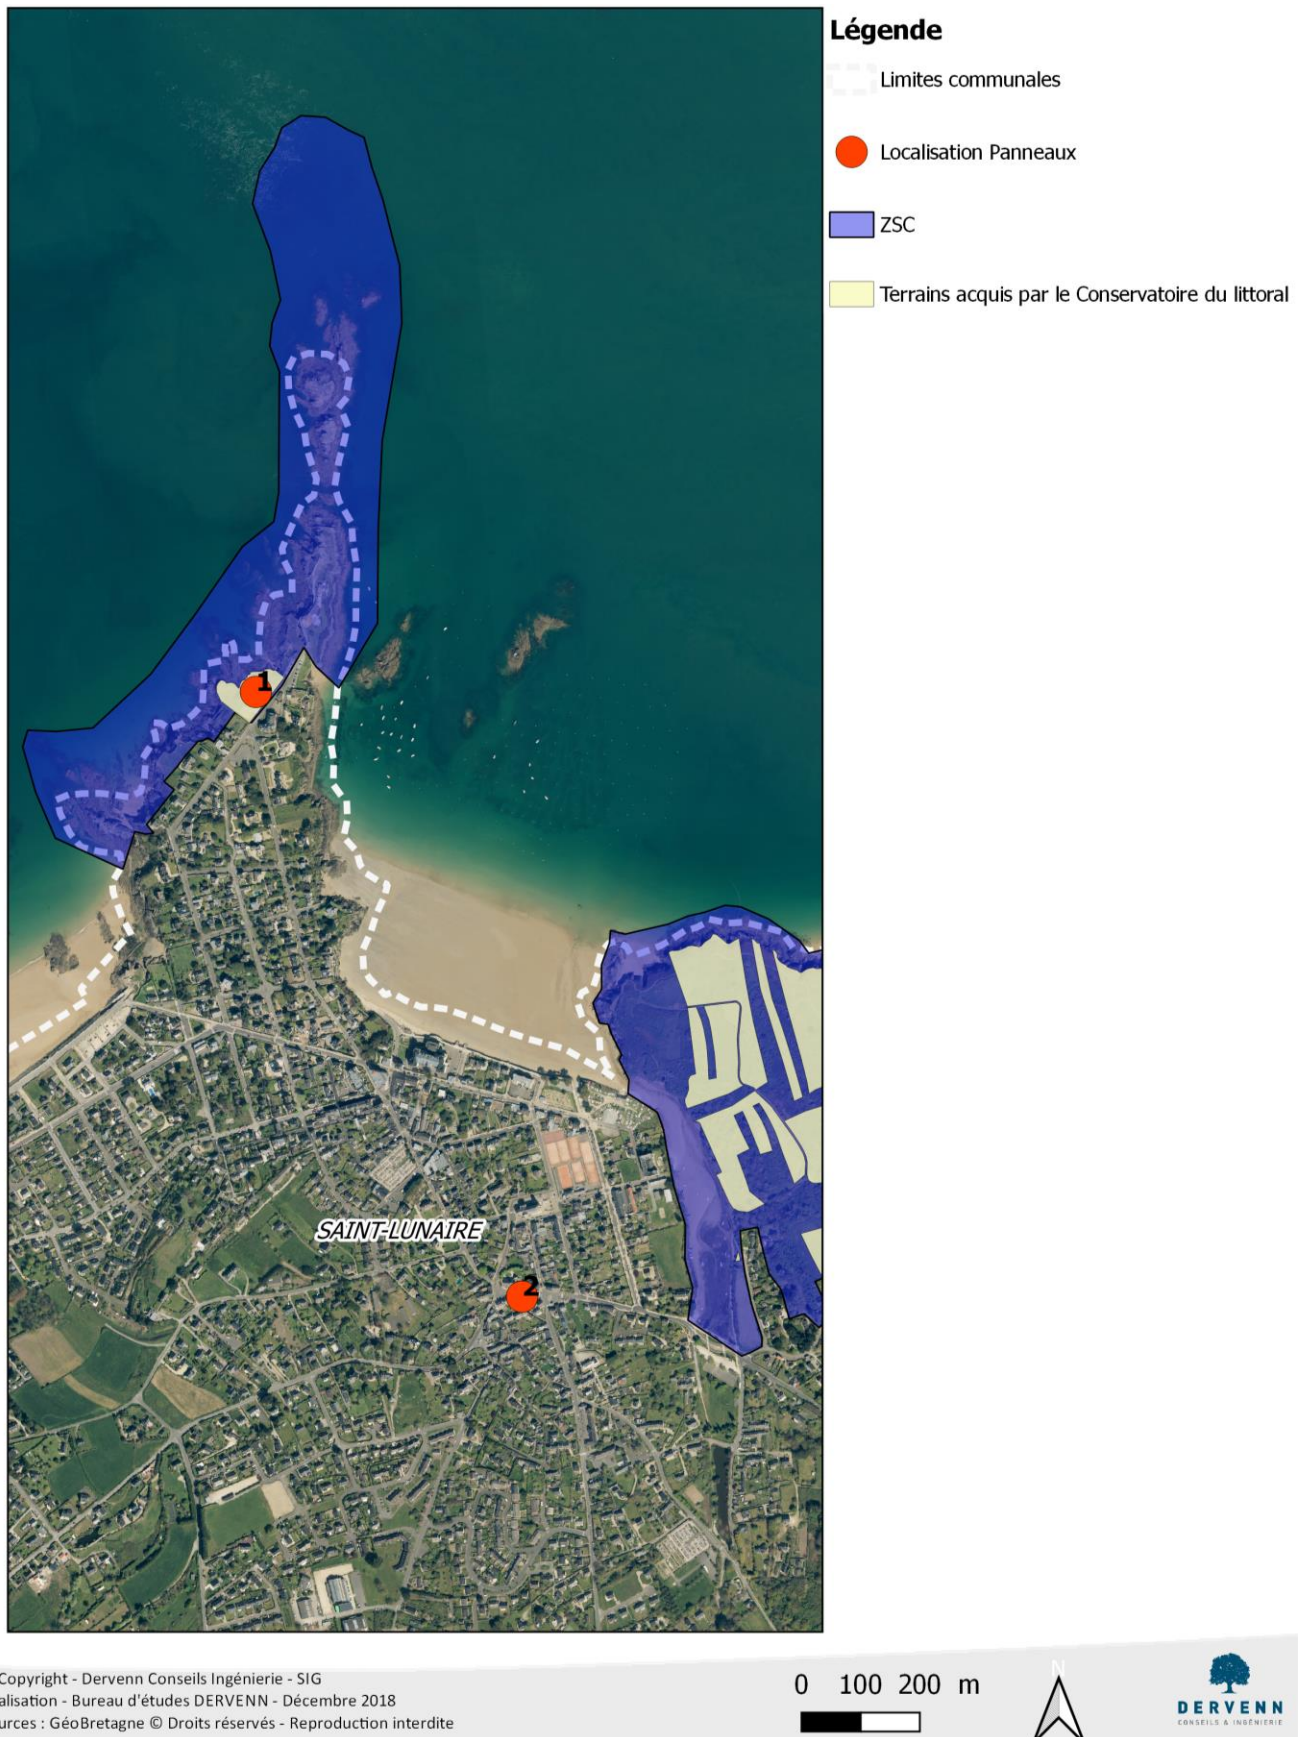 Légende
Limites communales
Localisation Panneaux
ZSC
Terrains acquis par le Conservatoire du littoral
1
SAINT-LUNAIRE
2
Copyright - Dervenn Conseils Ingénierie - SIG
alisation - Bureau d'études DERVENN - Décembre 2018
urces : GéoBretagne © Droits réservés - Reproduction interdite
0 100 200 m
N
DERVENN
CONSEILS & INGÉNIERIE